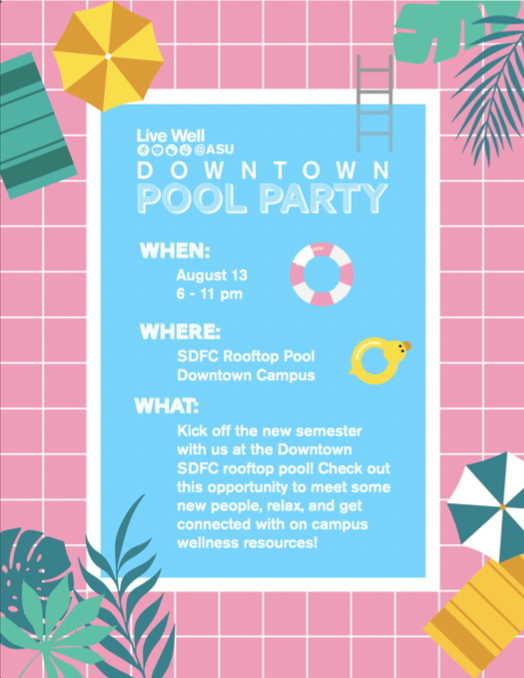 Live Well
@ASU
DOWNTOWN
POOL PARTY
WHEN:
August 13
6 - 11 pm
WHERE:
SDFC Rooftop Pool
Downtown Campus
WHAT:
Kick off the new semester
with us at the Downtown
SDFC rooftop pool! Check out
this opportunity to meet some
new people, relax, and get
connected with on campus
wellness resources!